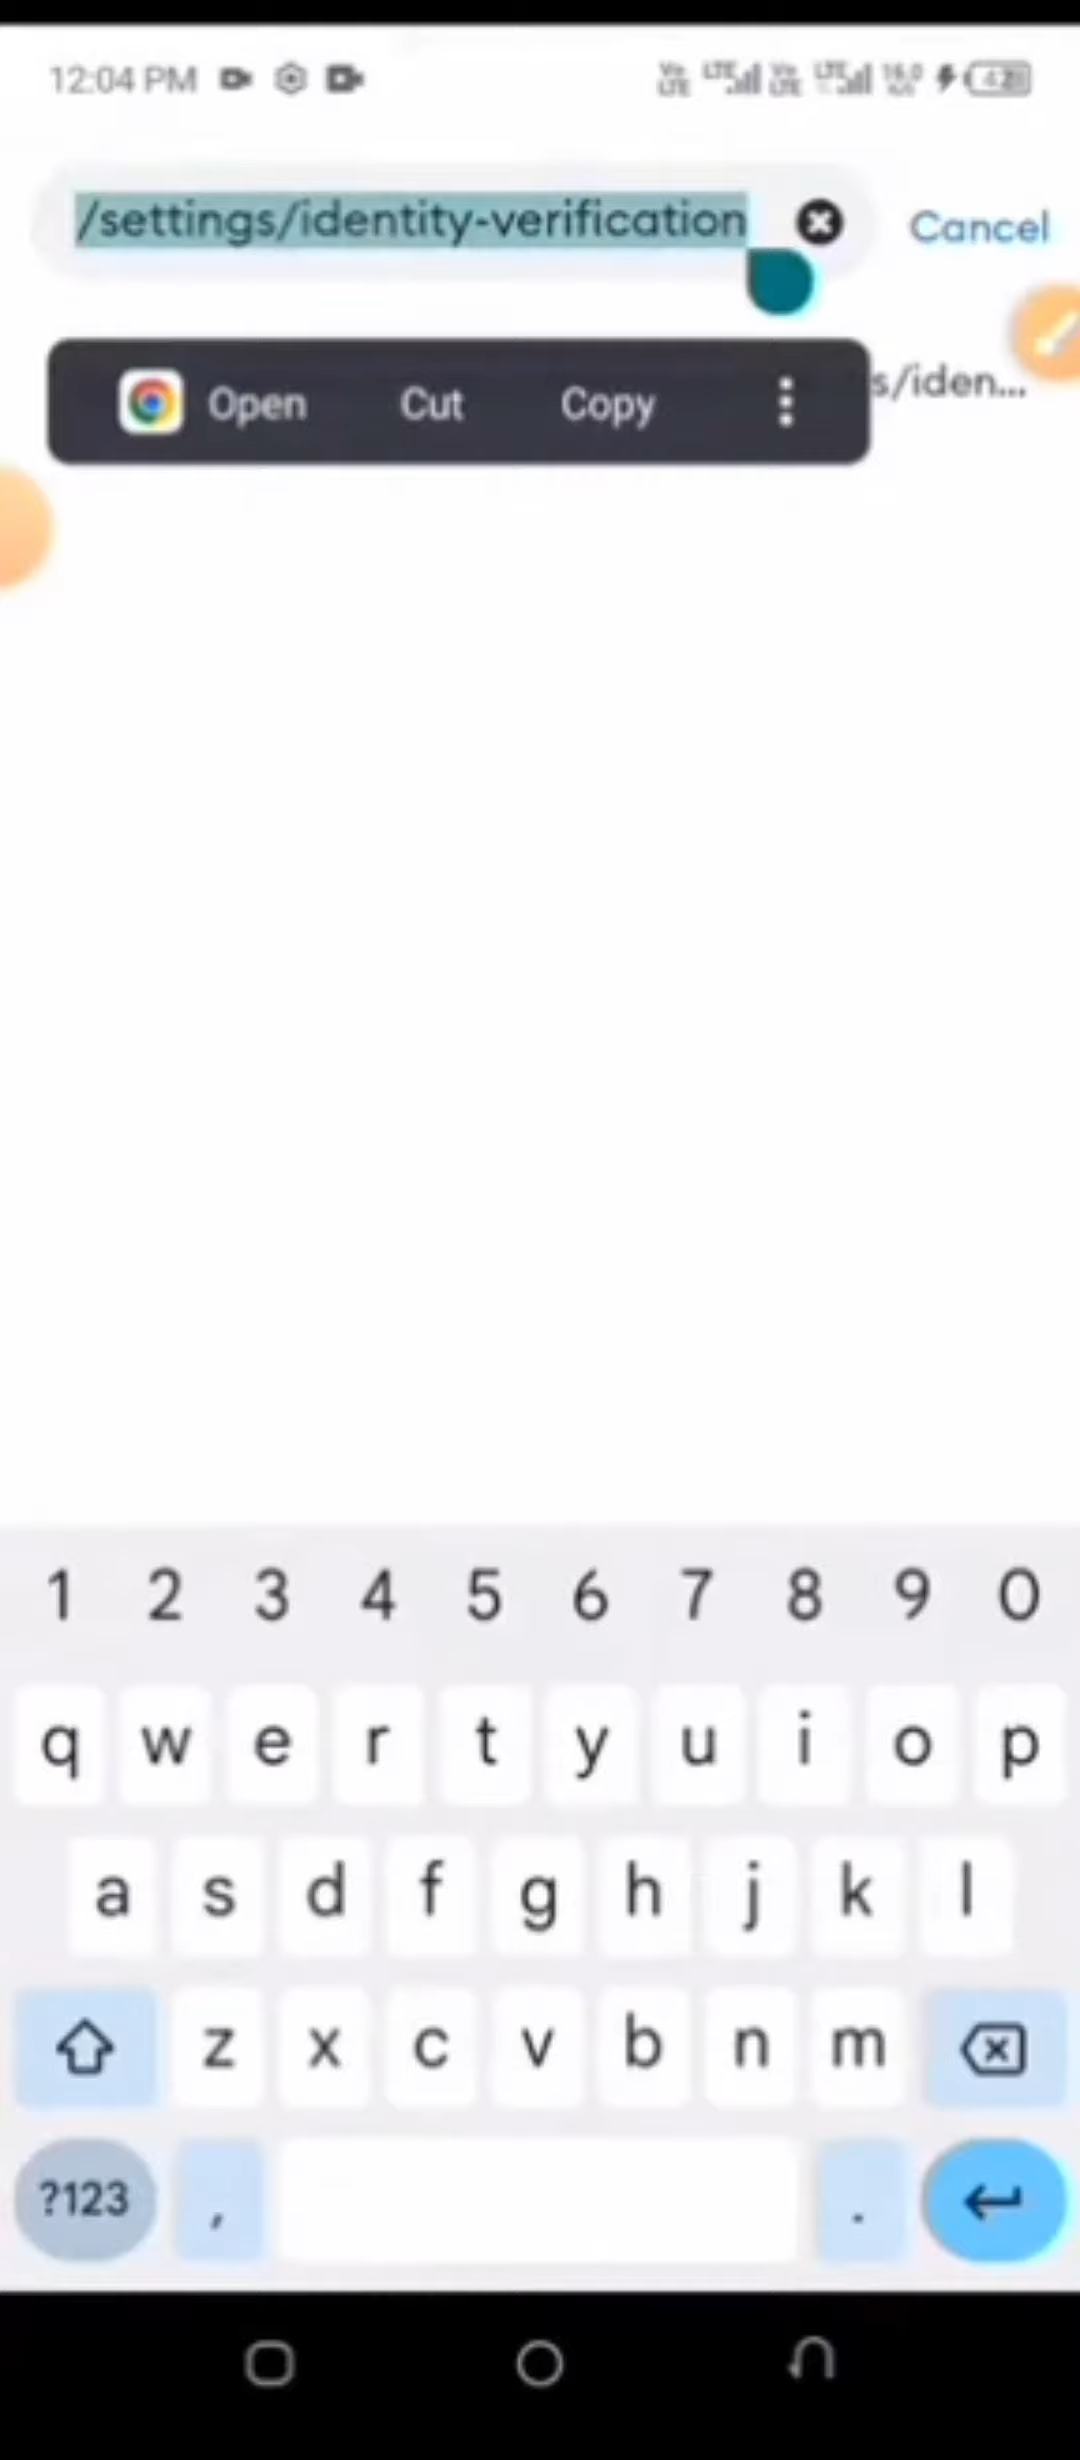 12:04 PM
/settings/identity-verification
Cancel
Open Cut Copy
s/iden...
1 2 3 4 5 6 7 8 9 0
q w e r t y u i o p
a s d f g h j k l
z x c v b n m
?123 , .